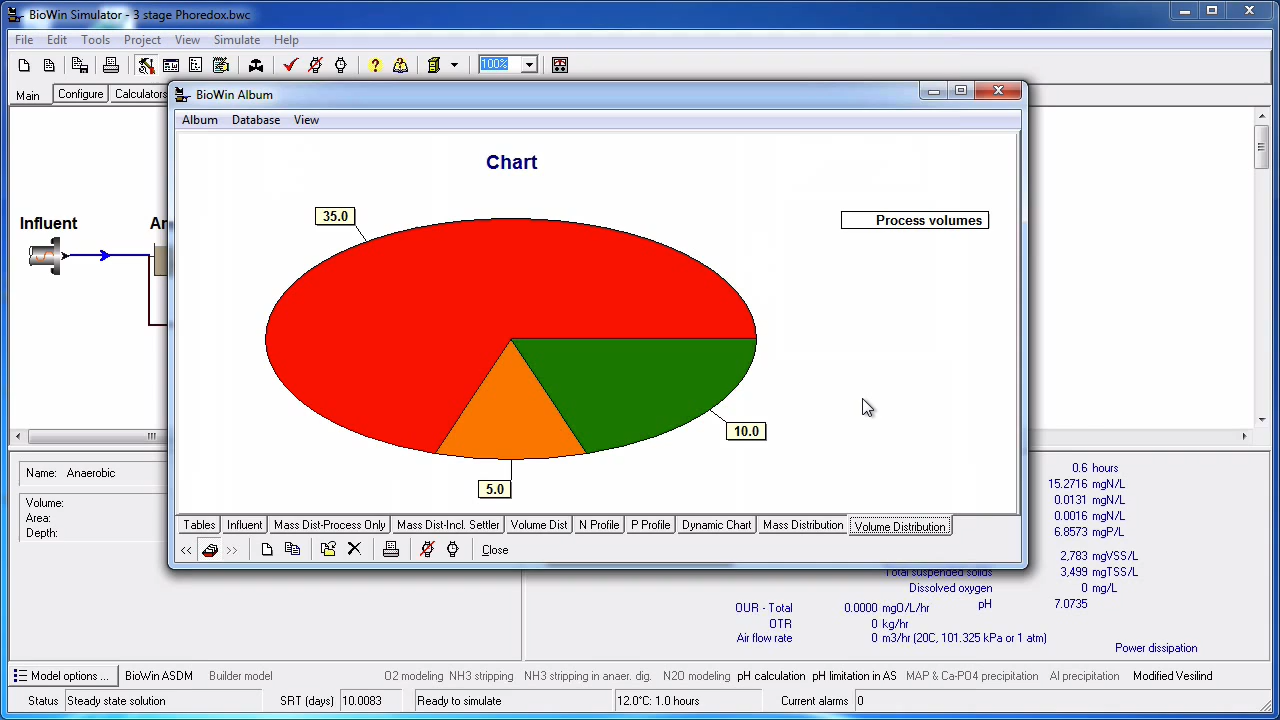 BioWin Simulator - 3 stage Phoredox.bwc
File Edit Tools Project View Simulate Help
100%
Main Configure Calculators
BioWin Album
Album Database View
Chart
35.0
Process volumes
Influent
10.0
5.0
Tables Influent Mass Dist-Process Only Mass Dist-Incl. Settler Volume Dist N Profile P Profile Dynamic Chart Mass Distribution Volume Distribution
<< >> Close
Name: Anaerobic
Volume:
Area:
Depth:
0.6 hours
15.2716 mgN/L
0.0131 mgN/L
0.0016 mgN/L
6.8573 mgP/L
2,783 mgVSS/L
Total suspended solids 3,499 mgTSS/L
Dissolved oxygen 0 mg/L
pH 7.0735
OUR - Total 0.0000 mgO/L/hr
OTR 0 kg/hr
Air flow rate 0 m3/hr (20C, 101.325 kPa or 1 atm)
Power dissipation
Model options ... BioWin ASDM Builder model O2 modeling NH3 stripping NH3 stripping in anaer. dig. N2O modeling pH calculation pH limitation in AS MAP & Ca-PO4 precipitation Al precipitation Modified Vesilind
Status Steady state solution SRT (days) 10.0083 Ready to simulate 12.0°C: 1.0 hours Current alarms 0